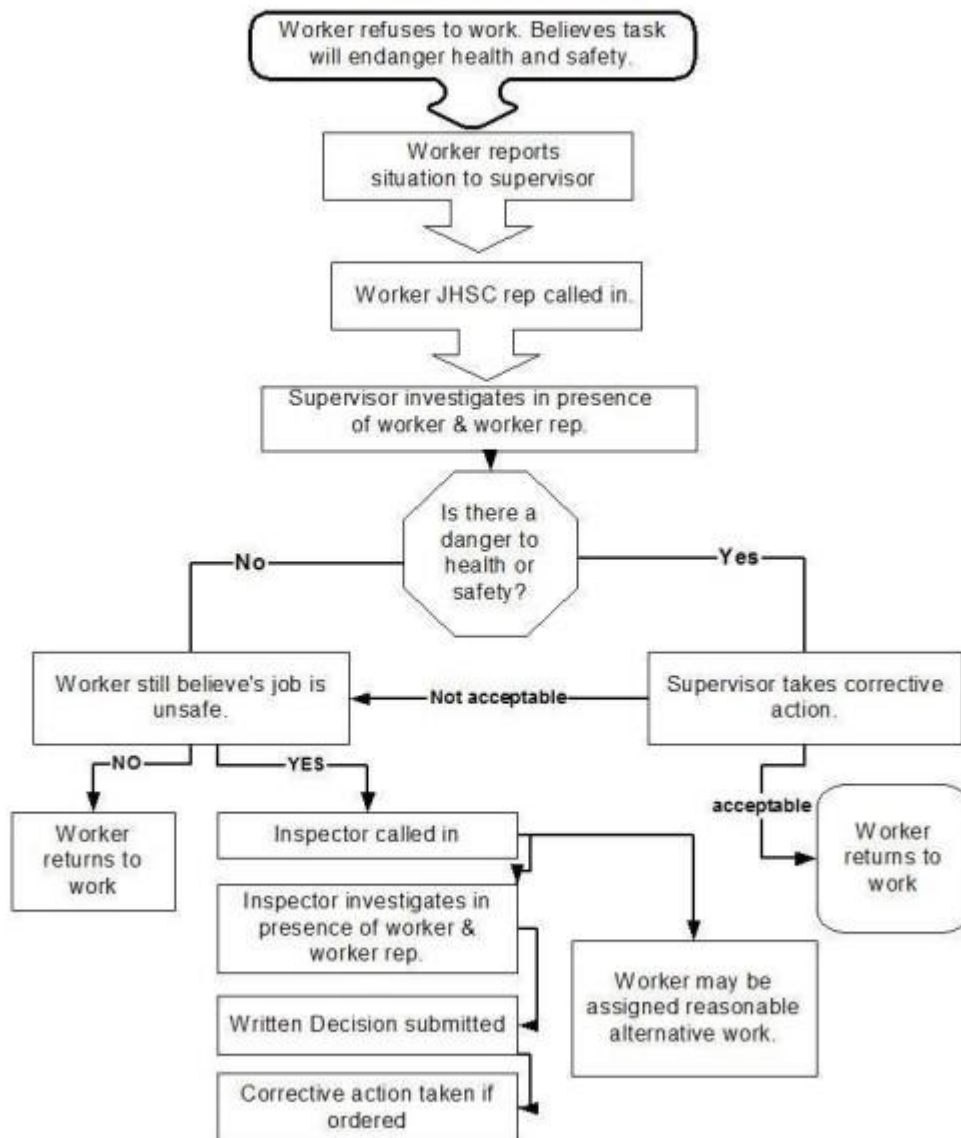 Worker refuses to work. Believes task
will endanger health and safety.
Worker reports
situation to supervisor
Worker JHSC rep called in.
Supervisor investigates in presence
of worker & worker rep.
Is there a
danger to
health or
safety?
No
Yes
Worker still believe's job is
unsafe.
Not acceptable
Supervisor takes corrective
action.
NO
YES
acceptable
Worker
returns to
work
Inspector called in
Worker
returns to
work
Inspector investigates in
presence of worker &
worker rep.
Worker may be
assigned reasonable
alternative work.
Written Decision submitted
Corrective action taken if
ordered